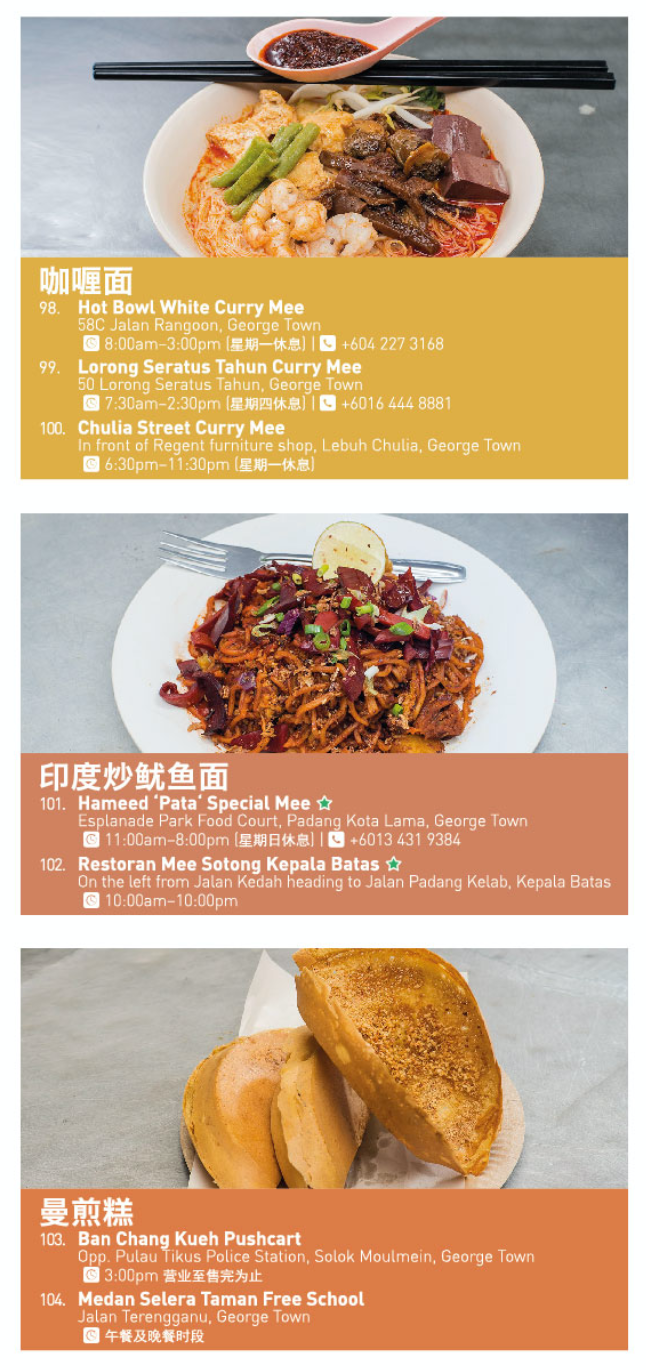 咖喱面
98. Hot Bowl White Curry Mee
58C Jalan Rangoon, George Town
8:00am–3:00pm (星期一休息) | +604 227 3168
99. Lorong Seratus Tahun Curry Mee
50 Lorong Seratus Tahun, George Town
7:30am–2:30pm (星期四休息) | +6016 444 8881
100. Chulia Street Curry Mee
In front of Regent furniture shop, Lebuh Chulia, George Town
6:30pm–11:30pm (星期一休息)
印度炒鱿鱼面
101. Hameed ‘Pata‘ Special Mee
Esplanade Park Food Court, Padang Kota Lama, George Town
11:00am–8:00pm (星期日休息) | +6013 431 9384
102. Restoran Mee Sotong Kepala Batas
On the left from Jalan Kedah heading to Jalan Padang Kelab, Kepala Batas
10:00am–10:00pm
曼煎糕
103. Ban Chang Kueh Pushcart
Opp. Pulau Tikus Police Station, Solok Moulmein, George Town
3:00pm 营业至售完为止
104. Medan Selera Taman Free School
Jalan Terengganu, George Town
午餐及晚餐时段